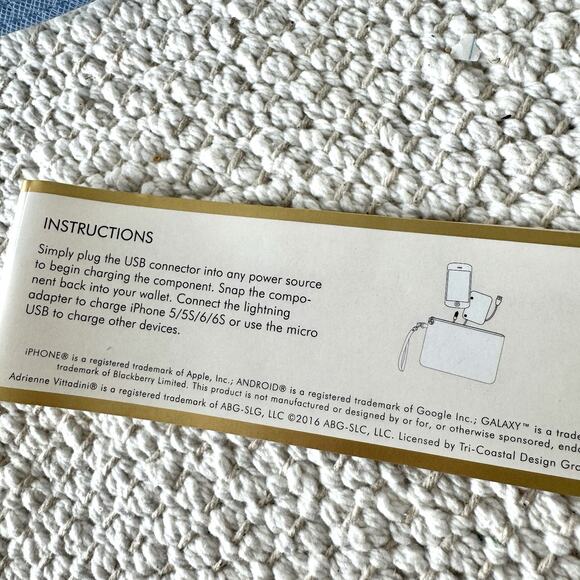 INSTRUCTIONS
Simply plug the USB connector into any power source
to begin charging the component. Snap the compo-
nent back into your wallet. Connect the lightning
adapter to charge iPhone 5/5S/6/6S or use the micro
USB to charge other devices.
iPHONE® is a registered trademark of Apple, Inc.; ANDROID® is a registered trademark of Google Inc.; GALAXY™ is a trade
trademark of Blackberry Limited. This product is not manufactured or designed by or for, or otherwise sponsored, endo
Adrienne Vittadini® is a registered trademark of ABG-SLG, LLC ©2016 ABG-SLC, LLC. Licensed by Tri-Coastal Design Gro